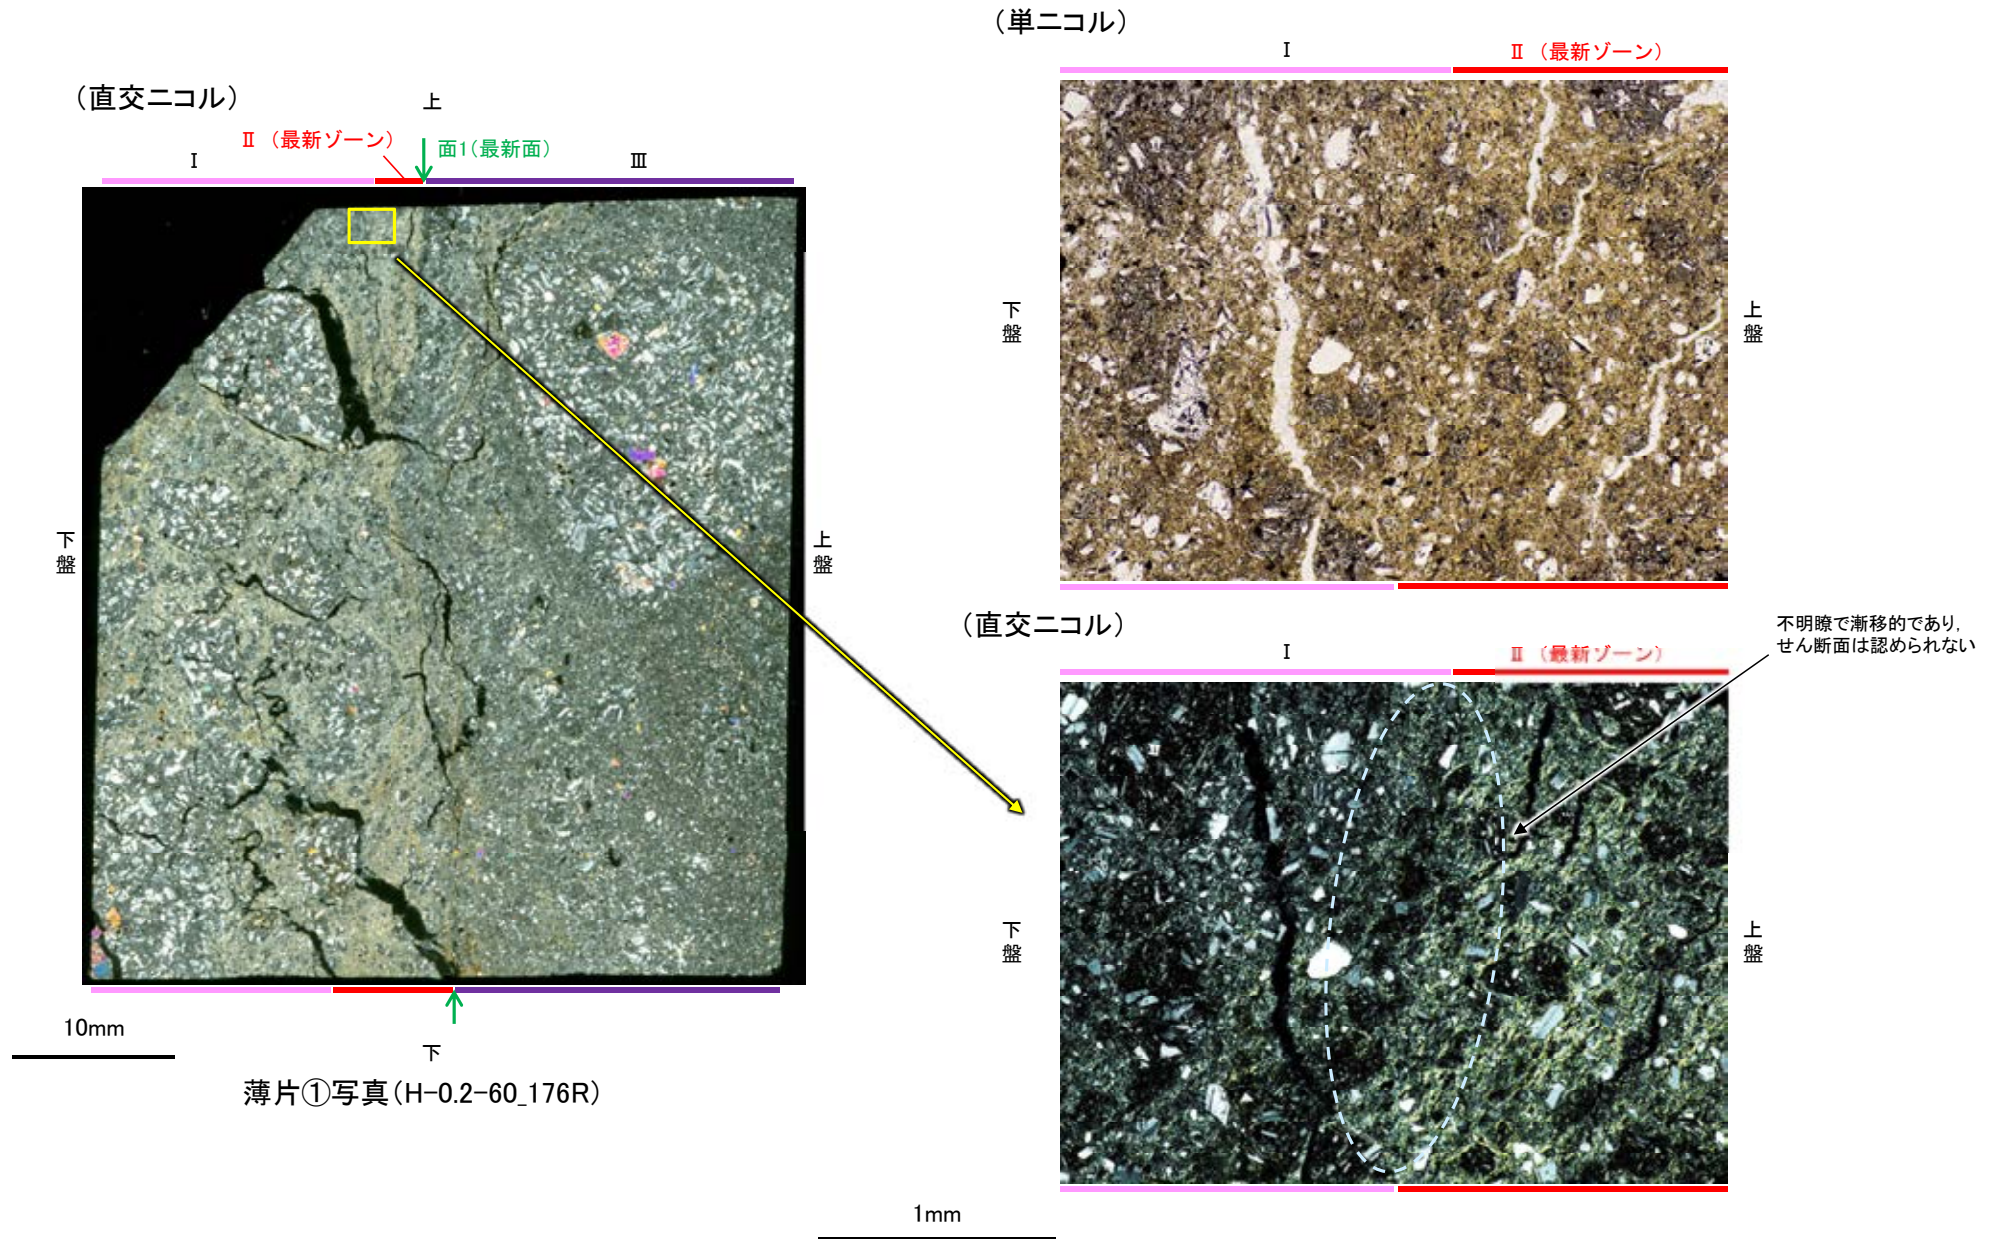 （単ニコル）
Ⅰ
Ⅱ（最新ゾーン）
（直交ニコル）
上
Ⅱ（最新ゾーン）
面1（最新面）
Ⅰ
Ⅲ
下盤
上盤
下盤
上盤
（直交ニコル）
不明瞭で漸移的であり，
せん断面は認められない
Ⅰ
Ⅱ（最新ゾーン）
下盤
上盤
10mm
下
薄片①写真（H-0.2-60_176R）
1mm